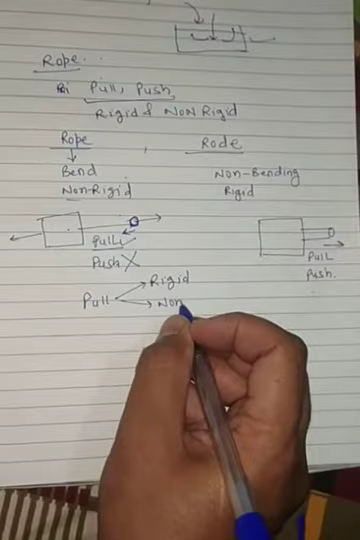 Rope..
Pull, Push,
Rigid & Non Rigid
Rope , Rode
Bend Non-Bending
Non-Rigid Rigid
Pull
Push X
Pull
Push.
Pull Rigid
Non